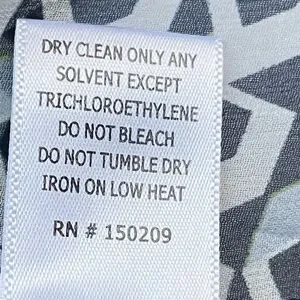 DRY CLEAN ONLY ANY
SOLVENT EXCEPT
TRICHLOROETHYLENE
DO NOT BLEACH
DO NOT TUMBLE DRY
IRON ON LOW HEAT
RN # 150209